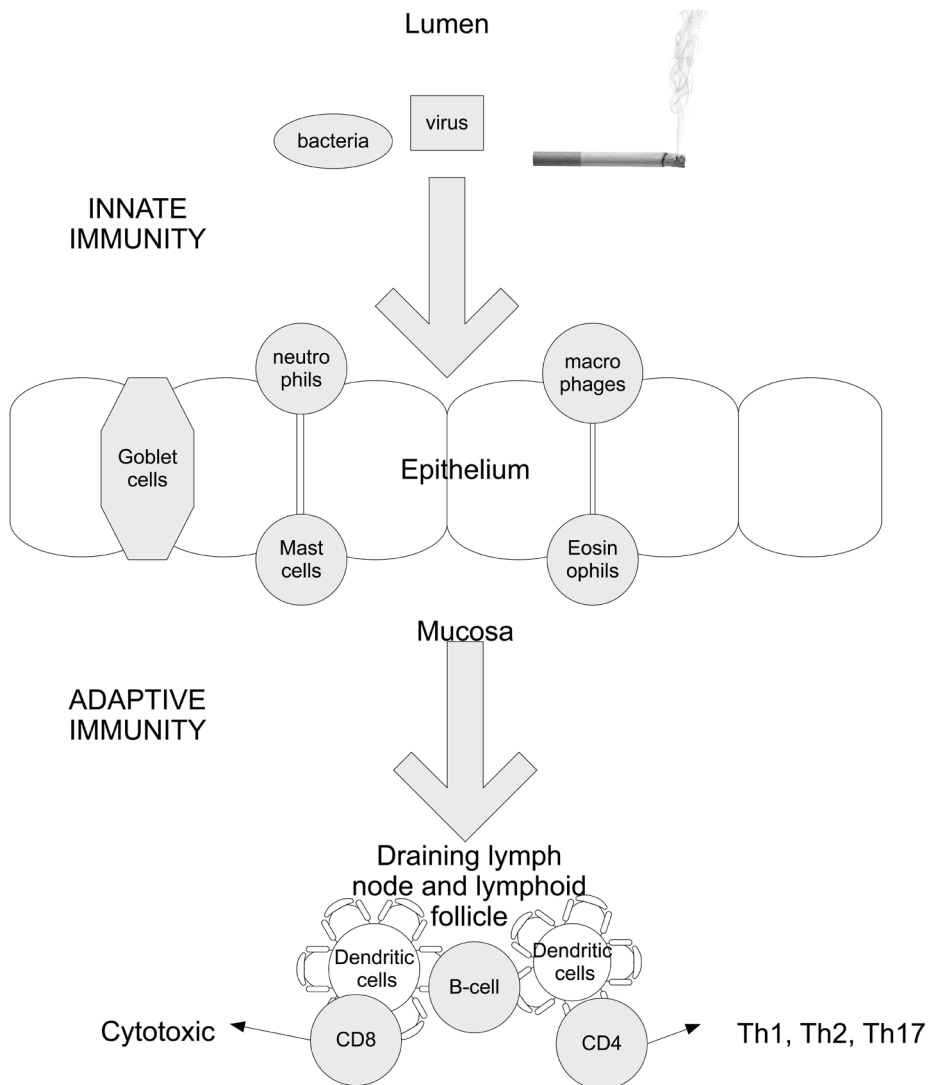 Lumen
virus
bacteria
INNATE
IMMUNITY
neutro
phils
macro
phages
Goblet
cells
Epithelium
Mast
cells
Eosin
ophils
Mucosa
ADAPTIVE
IMMUNITY
Draining lymph
node and lymphoid
follicle
Dendritic
cells
B-cell
Dendritic
cells
Cytotoxic
CD8
CD4
Th1, Th2, Th17